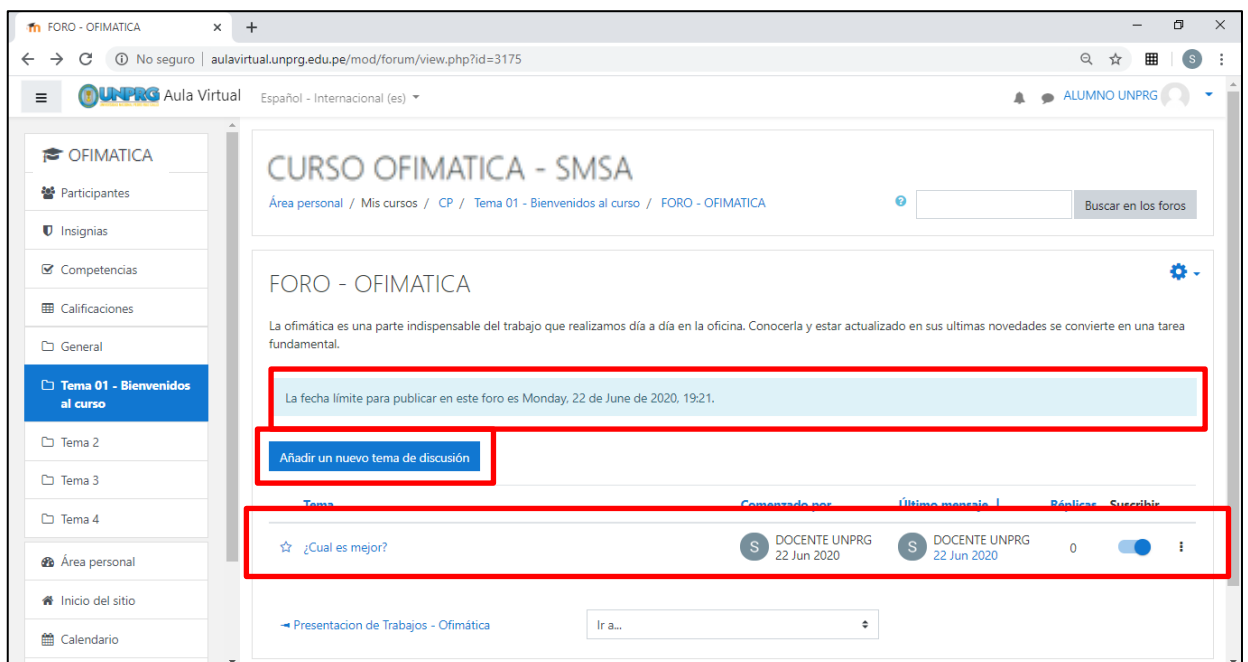 FORO - OFIMATICA
No seguro | aulavirtual.unprg.edu.pe/mod/forum/view.php?id=3175
S
UNPRG Aula Virtual
Español - Internacional (es)
ALUMNO UNPRG
OFIMATICA
Participantes
Insignias
Competencias
Calificaciones
General
Tema 01 - Bienvenidos
al curso
Tema 2
Tema 3
Tema 4
Área personal
Inicio del sitio
Calendario
CURSO OFIMATICA - SMSA
Área personal / Mis cursos / CP / Tema 01 - Bienvenidos al curso / FORO - OFIMATICA
Buscar en los foros
FORO - OFIMATICA
La ofimática es una parte indispensable del trabajo que realizamos día a día en la oficina. Conocerla y estar actualizado en sus ultimas novedades se convierte en una tarea
fundamental.
La fecha límite para publicar en este foro es Monday, 22 de June de 2020, 19:21.
Añadir un nuevo tema de discusión
Tema Comenzado por Último mensaje Réplicas Suscribir
¿Cual es mejor? S DOCENTE UNPRG S DOCENTE UNPRG 0
22 Jun 2020 22 Jun 2020
Presentacion de Trabajos - Ofimática
Ir a...